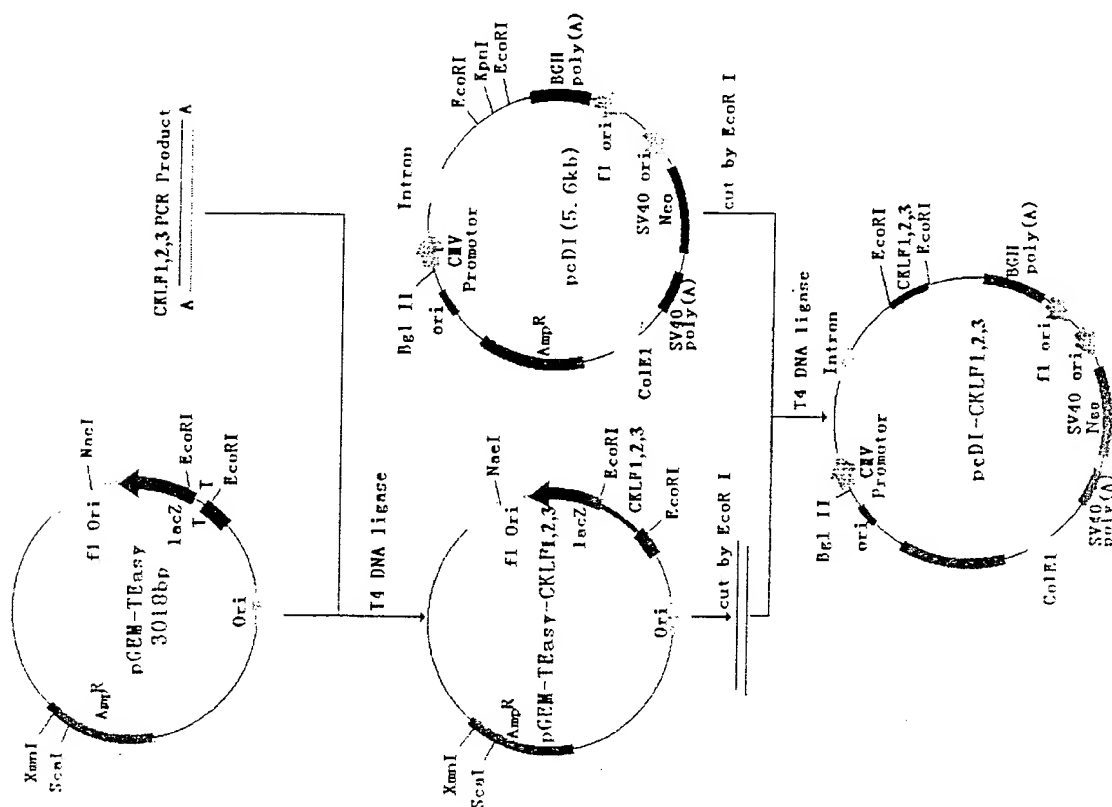 CKLF1,2,3 PCR Product
A
A
pGEM-TEasy
3018bp
XmnI
ScaI
AmpR
f1 Ori
NaeI
lacZ
EcoRI
T
T
EcoRI
Ori
T4 DNA ligase
pGEM-TEasy-CKLF1,2,3
XmnI
ScaI
AmpR
f1 Ori
NaeI
lacZ
EcoRI
CKLF1,2,3
EcoRI
Ori
cut by EcoR I
pcDI(5.6kb)
Bgl II
ori
CMV
Promotor
Intron
EcoRI
KpnI
EcoRI
BGH
poly(A)
f1 ori
SV40 ori
Neo
SV40
poly(A)
ColE1
AmpR
cut by EcoR I
T4 DNA ligase
pcDI-CKLF1,2,3
Bgl II
ori
CMV
Promotor
Intron
EcoRI
CKLF1,2,3
EcoRI
BGH
poly(A)
f1 ori
SV40 ori
Neo
SV40
poly(A)
ColE1